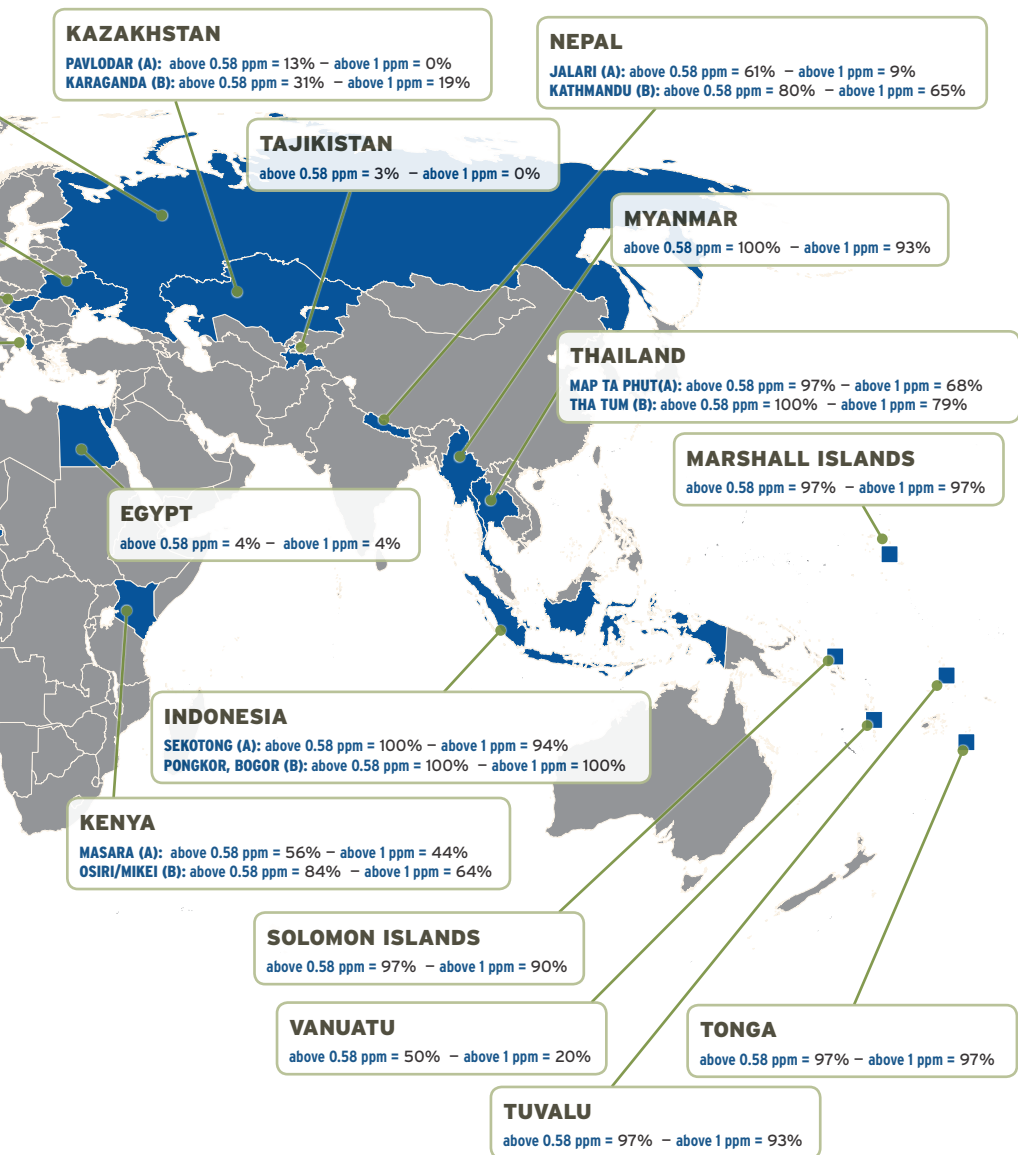 KAZAKHSTAN
PAVLODAR (A): above 0.58 ppm = 13% – above 1 ppm = 0%
KARAGANDA (B): above 0.58 ppm = 31% – above 1 ppm = 19%
NEPAL
JALARI (A): above 0.58 ppm = 61% – above 1 ppm = 9%
KATHMANDU (B): above 0.58 ppm = 80% – above 1 ppm = 65%
TAJIKISTAN
above 0.58 ppm = 3% – above 1 ppm = 0%
MYANMAR
above 0.58 ppm = 100% – above 1 ppm = 93%
THAILAND
MAP TA PHUT(A): above 0.58 ppm = 97% – above 1 ppm = 68%
THA TUM (B): above 0.58 ppm = 100% – above 1 ppm = 79%
MARSHALL ISLANDS
above 0.58 ppm = 97% – above 1 ppm = 97%
EGYPT
above 0.58 ppm = 4% – above 1 ppm = 4%
INDONESIA
SEKOTONG (A): above 0.58 ppm = 100% – above 1 ppm = 94%
PONGKOR, BOGOR (B): above 0.58 ppm = 100% – above 1 ppm = 100%
KENYA
MASARA (A): above 0.58 ppm = 56% – above 1 ppm = 44%
OSIRI/MIKEI (B): above 0.58 ppm = 84% – above 1 ppm = 64%
SOLOMON ISLANDS
above 0.58 ppm = 97% – above 1 ppm = 90%
VANUATU
above 0.58 ppm = 50% – above 1 ppm = 20%
TONGA
above 0.58 ppm = 97% – above 1 ppm = 97%
TUVALU
above 0.58 ppm = 97% – above 1 ppm = 93%